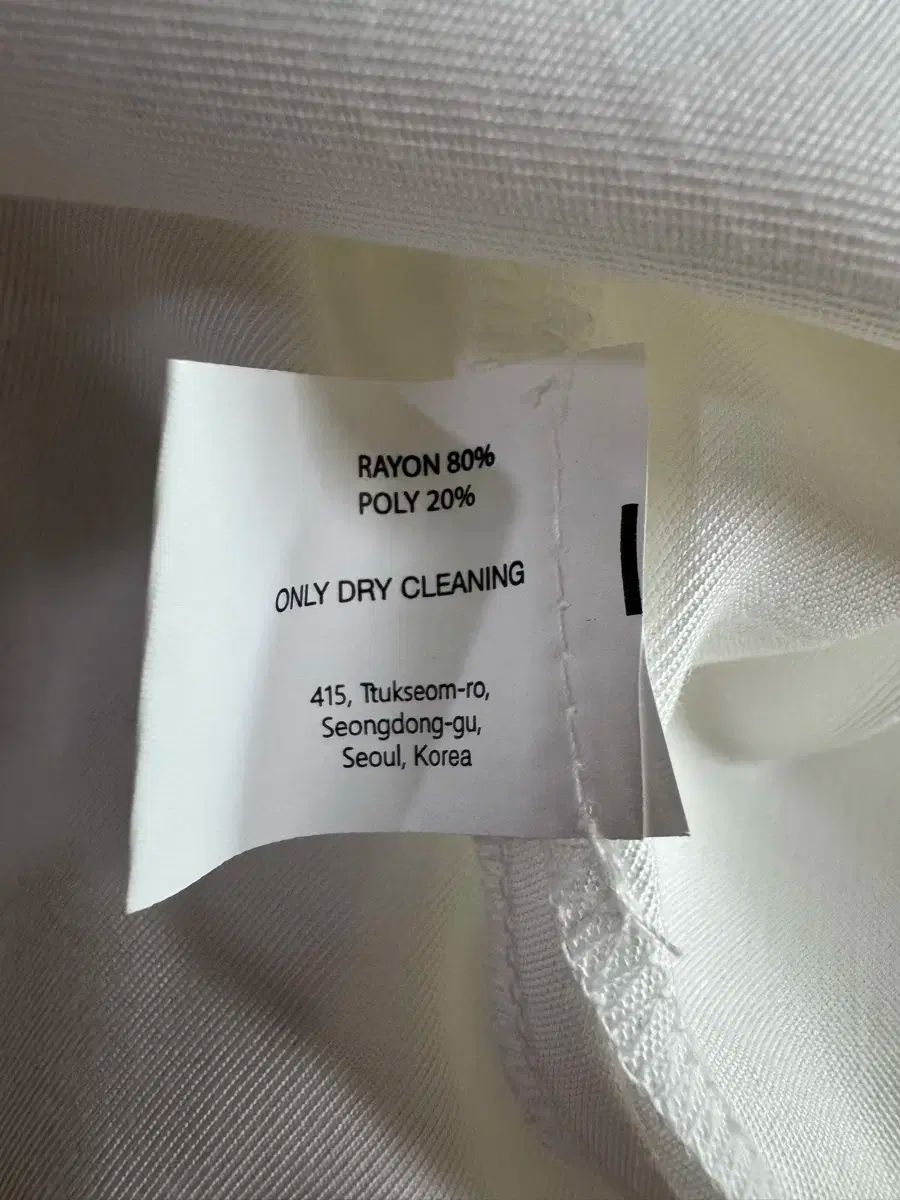 RAYON 80%
POLY 20%
ONLY DRY CLEANING
415, Ttukseom-ro,
Seongdong-gu,
Seoul, Korea